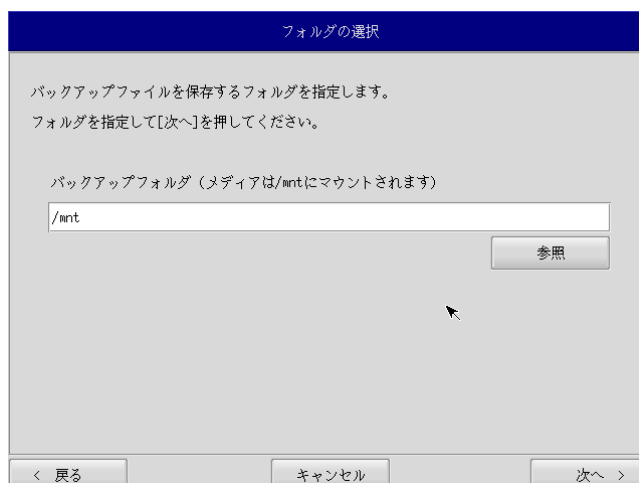 フォルダの選択
バックアップファイルを保存するフォルダを指定します。
フォルダを指定して[次へ]を押してください。
バックアップフォルダ（メディアは/mntにマウントされます）
/mnt
参照
< 戻る
キャンセル
次へ >